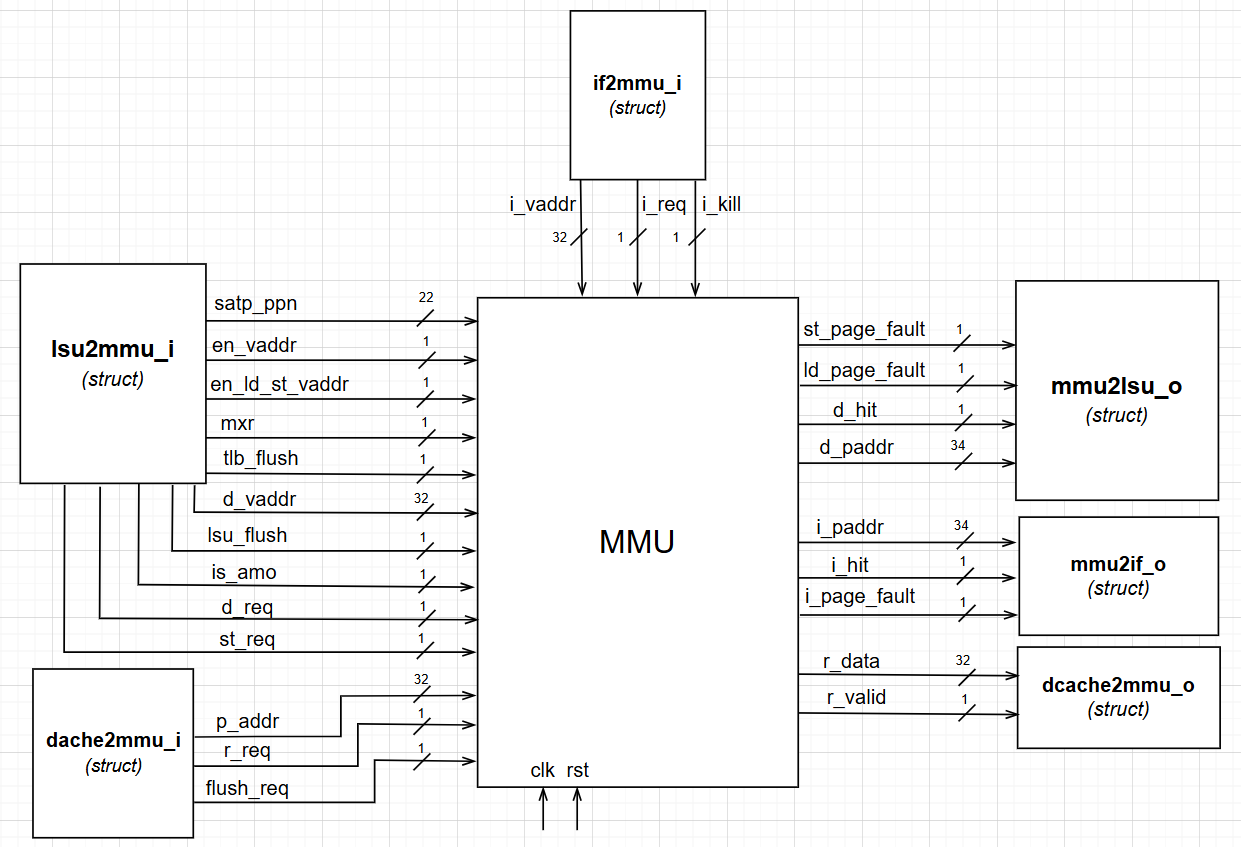 if2mmu_i
(struct)
i_vaddr
i_req
i_kill
32
1
1
lsu2mmu_i
(struct)
satp_ppn
22
en_vaddr
1
en_ld_st_vaddr
1
mxr
1
tlb_flush
1
d_vaddr
32
lsu_flush
1
is_amo
1
d_req
1
st_req
1
dache2mmu_i
(struct)
p_addr
32
r_req
1
flush_req
1
MMU
clk
rst
st_page_fault
1
ld_page_fault
1
d_hit
1
d_paddr
34
mmu2lsu_o
(struct)
i_paddr
34
i_hit
1
i_page_fault
1
mmu2if_o
(struct)
r_data
32
r_valid
1
dcache2mmu_o
(struct)